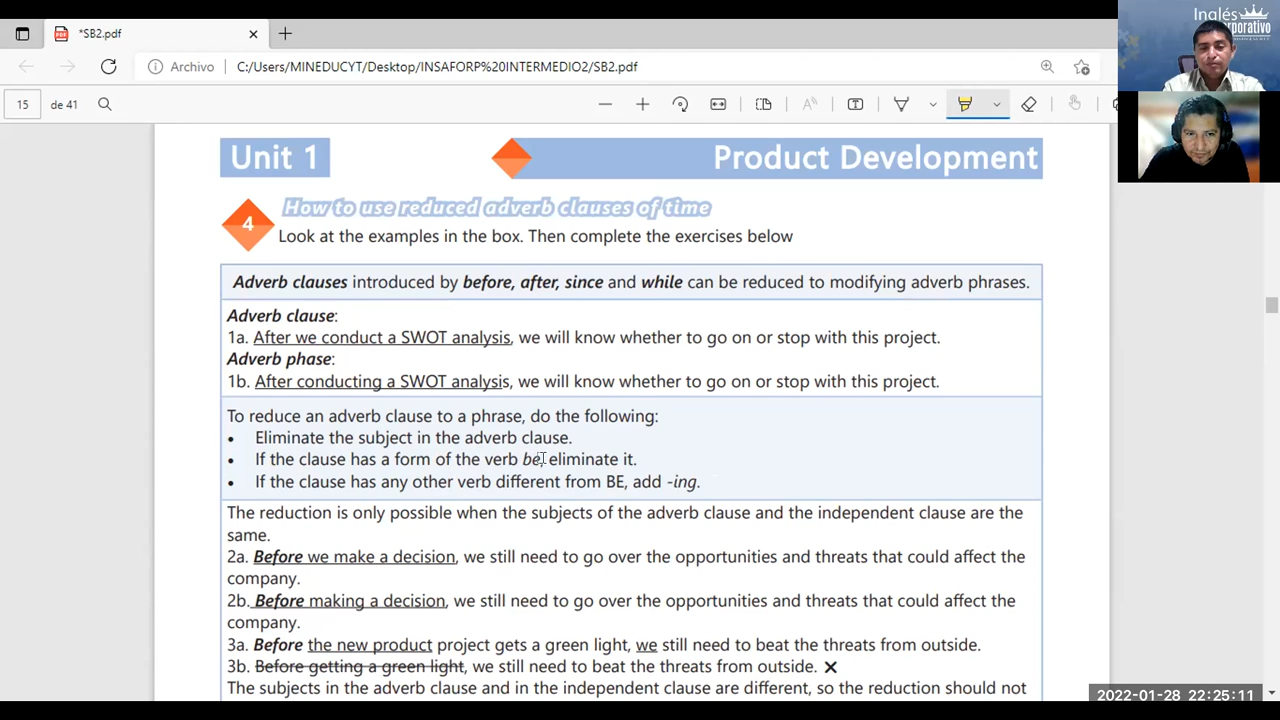 *SB2.pdf
Archivo C:/Users/MINEDUCYT/Desktop/INSAFORP%20INTERMEDIO2/SB2.pdf
15 de 41
Inglés
Corporativo
Unit 1
Product Development
4
How to use reduced adverb clauses of time
Look at the examples in the box. Then complete the exercises below
Adverb clauses introduced by before, after, since and while can be reduced to modifying adverb phrases.
Adverb clause:
1a. After we conduct a SWOT analysis, we will know whether to go on or stop with this project.
Adverb phase:
1b. After conducting a SWOT analysis, we will know whether to go on or stop with this project.
To reduce an adverb clause to a phrase, do the following:
• Eliminate the subject in the adverb clause.
• If the clause has a form of the verb be, eliminate it.
• If the clause has any other verb different from BE, add -ing.
The reduction is only possible when the subjects of the adverb clause and the independent clause are the
same.
2a. Before we make a decision, we still need to go over the opportunities and threats that could affect the
company.
2b. Before making a decision, we still need to go over the opportunities and threats that could affect the
company.
3a. Before the new product project gets a green light, we still need to beat the threats from outside.
3b. Before getting a green light, we still need to beat the threats from outside. ✕
The subjects in the adverb clause and in the independent clause are different, so the reduction should not
2022-01-28 22:25:11